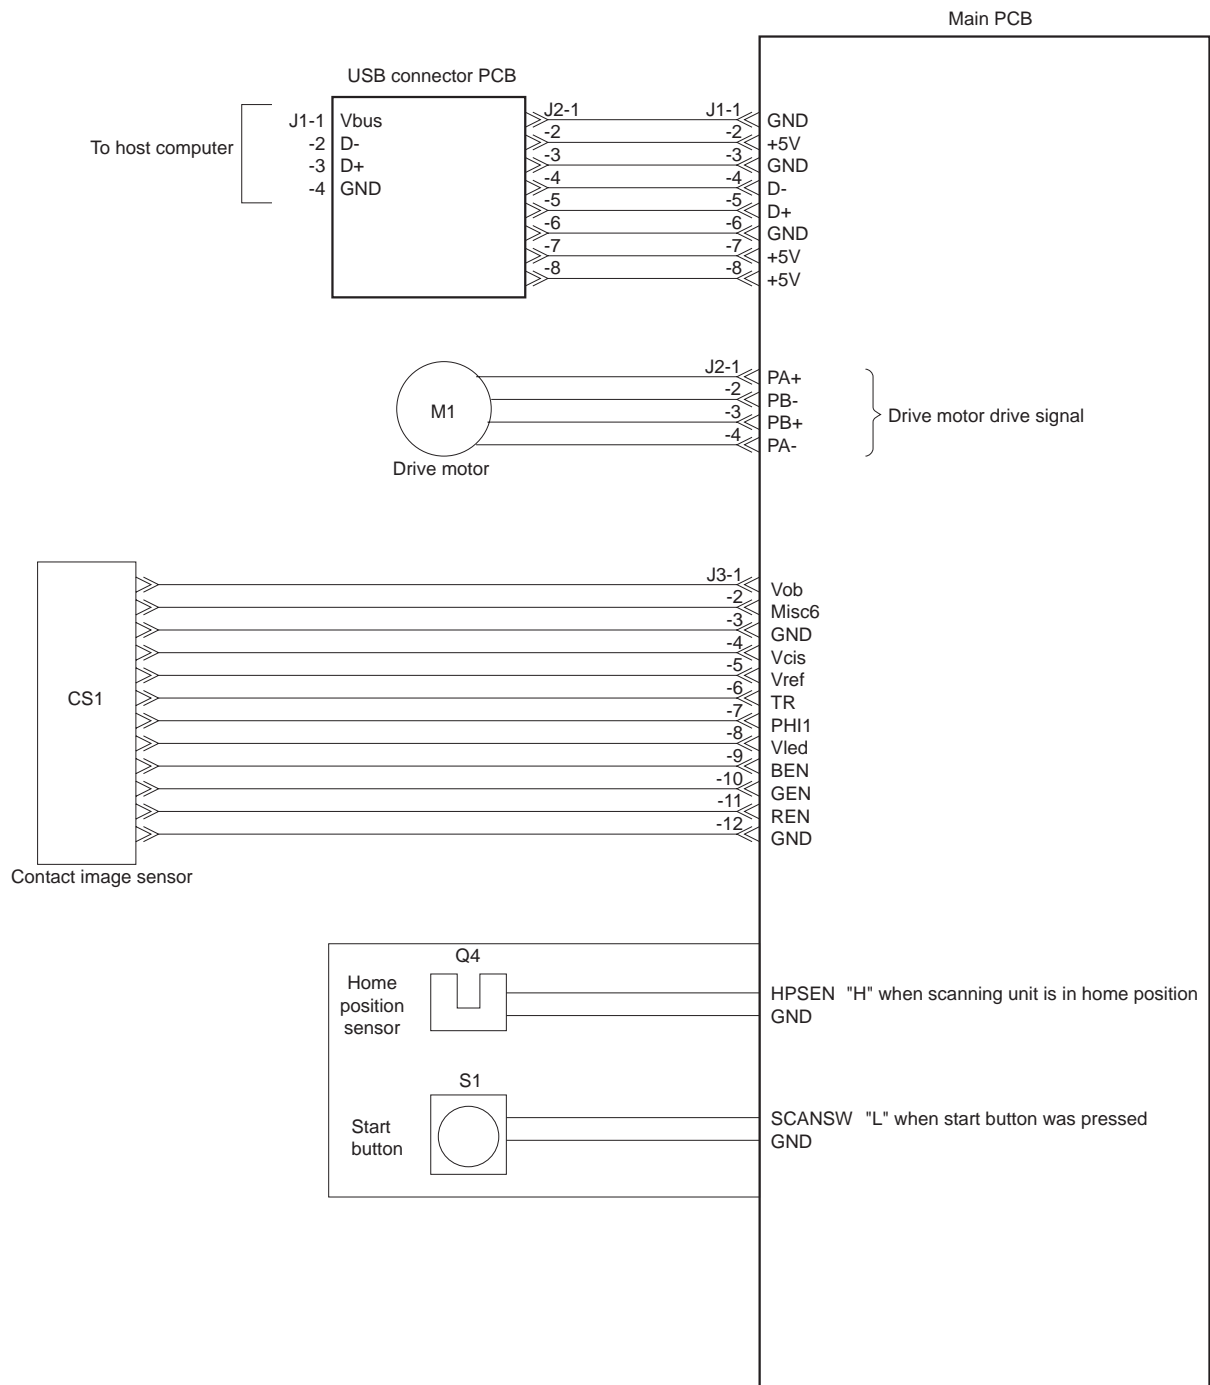 Main PCB
USB connector PCB
To host computer
J1-1 Vbus
-2 D-
-3 D+
-4 GND
J2-1 J1-1 GND
-2 -2 +5V
-3 -3 GND
-4 -4 D-
-5 -5 D+
-6 -6 GND
-7 -7 +5V
-8 -8 +5V
M1
Drive motor
J2-1 PA+
-2 PB-
-3 PB+
-4 PA-
Drive motor drive signal
CS1
Contact image sensor
J3-1 Vob
-2 Misc6
-3 GND
-4 Vcis
-5 Vref
-6 TR
-7 PHI1
-8 Vled
-9 BEN
-10 GEN
-11 REN
-12 GND
Home
position
sensor
Q4
HPSEN "H" when scanning unit is in home position
GND
Start
button
S1
SCANSW "L" when start button was pressed
GND